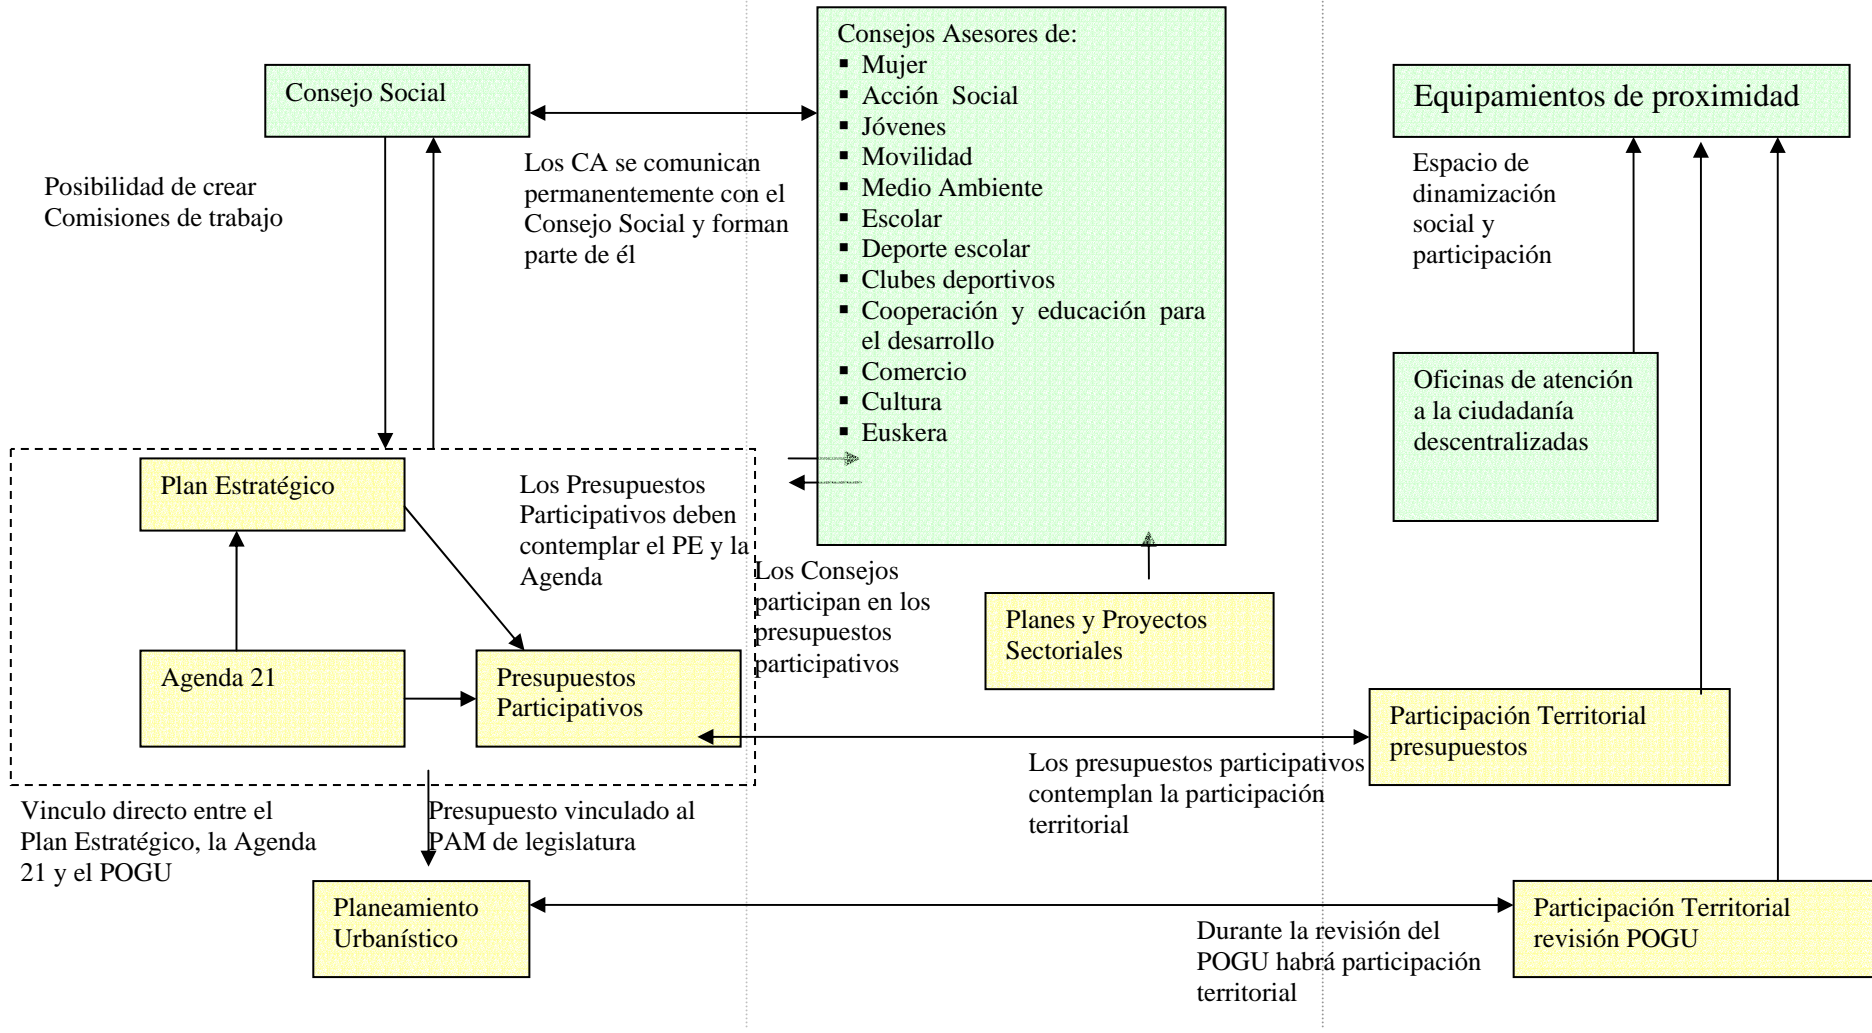 Consejo Social
Posibilidad de crear
Comisiones de trabajo
Los CA se comunican
permanentemente con el
Consejo Social y forman
parte de él
Consejos Asesores de:
▪ Mujer
▪ Acción Social
▪ Jóvenes
▪ Movilidad
▪ Medio Ambiente
▪ Escolar
▪ Deporte escolar
▪ Clubes deportivos
▪ Cooperación y educación para
el desarrollo
▪ Comercio
▪ Cultura
▪ Euskera
Equipamientos de proximidad
Espacio de
dinamización
social y
participación
Oficinas de atención
a la ciudadanía
descentralizadas
Plan Estratégico
Los Presupuestos
Participativos deben
contemplar el PE y la
Agenda
Agenda 21
Presupuestos
Participativos
Los Consejos
participan en los
presupuestos
participativos
Planes y Proyectos
Sectoriales
Participación Territorial
presupuestos
Los presupuestos participativos
contemplan la participación
territorial
Vinculo directo entre el
Plan Estratégico, la Agenda
21 y el POGU
Presupuesto vinculado al
PAM de legislatura
Planeamiento
Urbanístico
Durante la revisión del
POGU habrá participación
territorial
Participación Territorial
revisión POGU